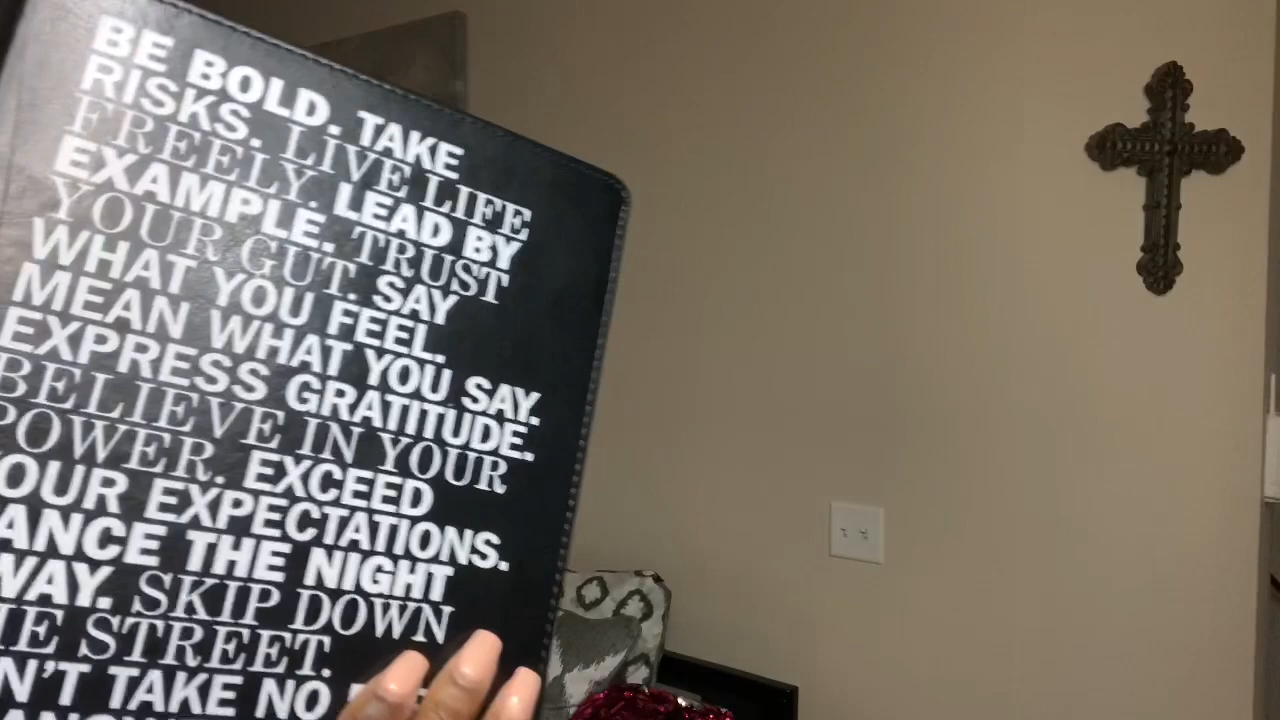 BE BOLD. TAKE
RISKS. LIVE LIFE
FREELY. LEAD BY
EXAMPLE. TRUST
YOUR GUT. SAY
WHAT YOU FEEL.
MEAN WHAT YOU SAY.
EXPRESS GRATITUDE.
BELIEVE IN YOUR
POWER. EXCEED
OUR EXPECTATIONS.
ANCE THE NIGHT
WAY. SKIP DOWN
HE STREET.
N'T TAKE NO